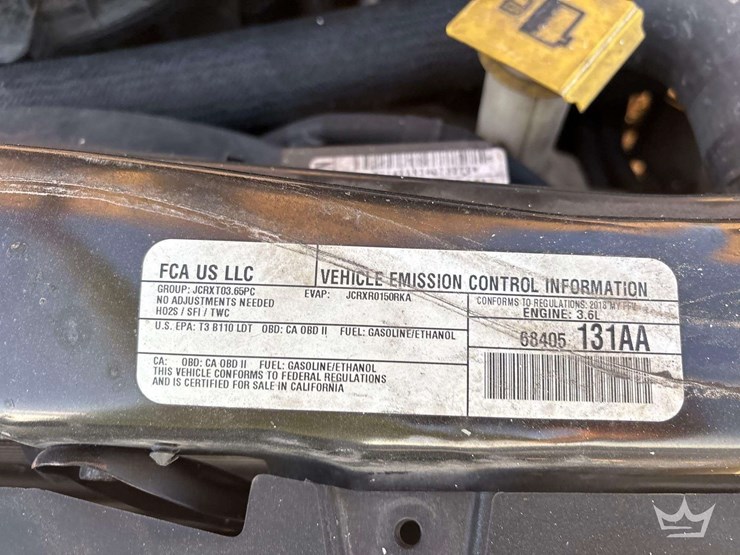 FCA US LLC
VEHICLE EMISSION CONTROL INFORMATION
GROUP: JCRXT03.65PC
EVAP: JCRXR0150RKA
NO ADJUSTMENTS NEEDED
HO2S / SFI / TWC
CONFORMS TO REGULATIONS: 2018 MY
ENGINE: 3.6L
U.S. EPA: T3 B110 LDT OBD: CA OBD II FUEL: GASOLINE/ETHANOL
68405 131AA
CA: OBD: CA OBD II FUEL: GASOLINE/ETHANOL
THIS VEHICLE CONFORMS TO FEDERAL REGULATIONS
AND IS CERTIFIED FOR SALE IN CALIFORNIA